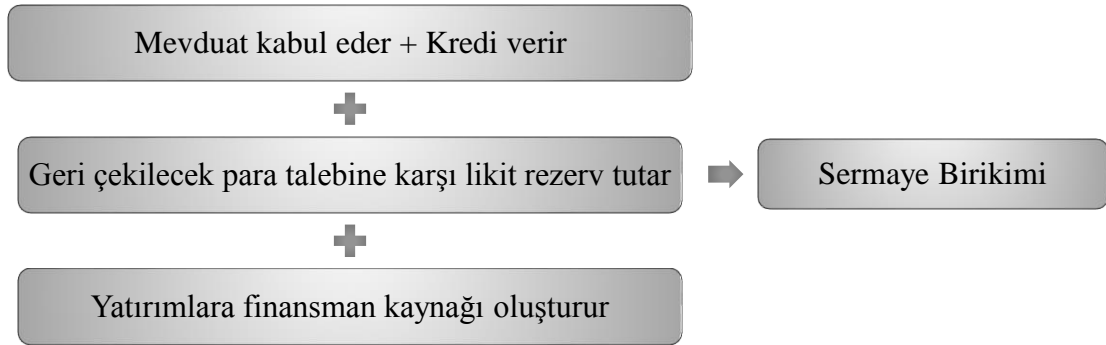 Mevduat kabul eder + Kredi verir
Geri çekilecek para talebine karşı likit rezerv tutar
Sermaye Birikimi
Yatırımlara finansman kaynağı oluşturur